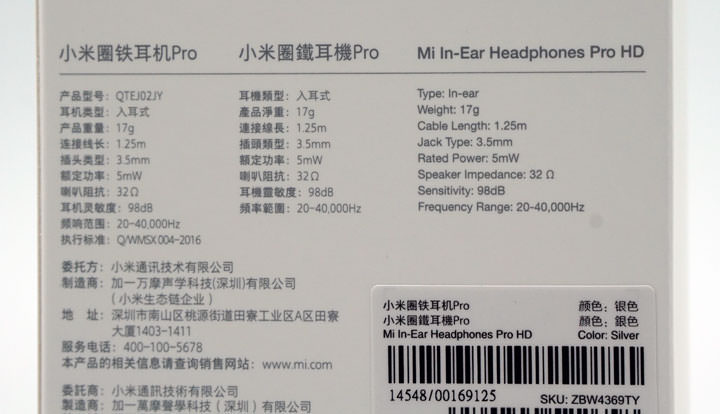 小米圈铁耳机Pro
产品型号：QTEJ02JY
耳机类型：入耳式
产品重量：17g
连接线长：1.25m
插头类型：3.5mm
额定功率：5mW
喇叭阻抗：32Ω
耳机灵敏度：98dB
频响范围：20-40,000Hz
执行标准：Q/WMSX 004-2016
小米圈鐵耳機Pro
耳機類型：入耳式
產品淨重：17g
連接線長：1.25m
插頭類型：3.5mm
額定功率：5mW
喇叭阻抗：32Ω
耳機靈敏度：98dB
頻率範圍：20-40,000Hz
Mi In-Ear Headphones Pro HD
Type: In-ear
Weight: 17g
Cable Length: 1.25m
Jack Type: 3.5mm
Rated Power: 5mW
Speaker Impedance: 32 Ω
Sensitivity: 98dB
Frequency Range: 20-40,000Hz
委托方：小米通讯技术有限公司
制造商：加一万摩声学科技(深圳)有限公司
（小米生态链企业）
地　址：深圳市南山区桃源街道田寮工业区A区田寮
大厦1403-1411
服务电话：400-100-5678
本产品的相关信息请查询销售网站：www.mi.com
委託商：小米通訊技術有限公司
製造商：加一萬摩聲學科技（深圳）有限公司
小米圈铁耳机Pro 颜色：银色
小米圈鐵耳機Pro 顏色：銀色
Mi In-Ear Headphones Pro HD Color: Silver
14548/00169125
SKU: ZBW4369TY